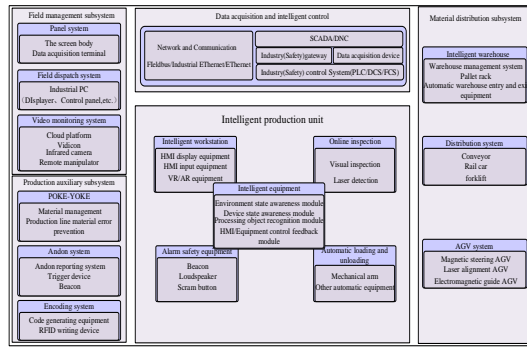 Field management subsystem
Panel system
The screen body
Data acquisition terminal
Field dispatch system
Industrial PC
(DIsplayer、Control panel,etc.)
Video monitoring system
Cloud platform
Vidicon
Infrared camera
Remote manipulator
Production auxiliary subsystem
POKE-YOKE
Material management
Production line material error
prevention
Andon system
Andon reporting system
Trigger device
Beacon
Encoding system
Code generating equipment
RFID writing device
Data acquisition and intelligent control
Network and Communication
FIeldbus/Industrial EThernet/EThernet
SCADA/DNC
Industry(Safety)gateway
Data acquisition device
Industry(Safety) control System(PLC/DCS/FCS)
Intelligent production unit
Intelligent workstation
HMI display equipment
HMI input equipment
VR/AR equipment
Online inspection
Visual inspection
Laser detection
Intelligent equipment
Environment state awareness module
Device state awareness module
Processing object recognition module
HMI/Equipment control feedback
module
Alarm safety equipment
Beacon
Loudspeaker
Scram button
Automatic loading and
unloading
Mechanical arm
Other automatic equipment
Material distribution subsystem
Intelligent warehouse
Warehouse management system
Pallet rack
Automatic warehouse entry and exi
equipment
Distribution system
Conveyor
Rail car
forklift
AGV system
Magnetic steering AGV
Laser alignment AGV
Electromagnetic guide AGV